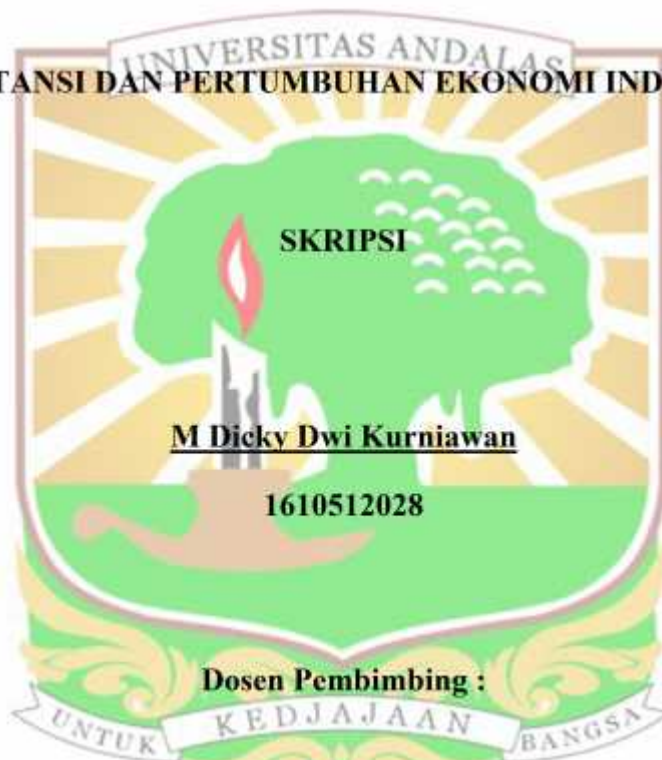 UNIVERSITAS ANDALAS
TANSI DAN PERTUMBUHAN EKONOMI IND
SKRIPSI
M Dicky Dwi Kurniawan
1610512028
Dosen Pembimbing :
UNTUK KEDJAJAAN BANGSA